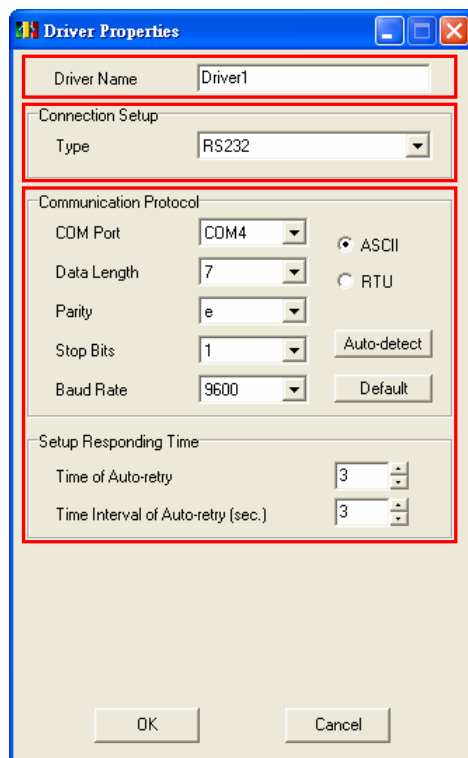 Driver Properties
Driver Name Driver1
Connection Setup
Type RS232
Communication Protocol
COM Port COM4
ASCII
Data Length 7
RTU
Parity e
Stop Bits 1 Auto-detect
Baud Rate 9600 Default
Setup Responding Time
Time of Auto-retry 3
Time Interval of Auto-retry (sec.) 3
OK Cancel